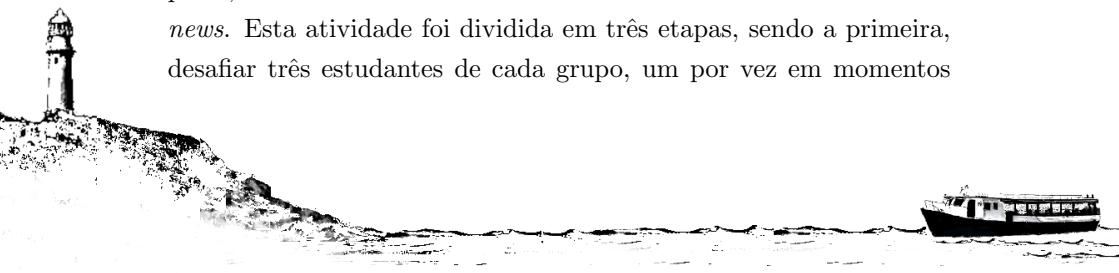 news. Esta atividade foi dividida em três etapas, sendo a primeira,
desafiar três estudantes de cada grupo, um por vez em momentos